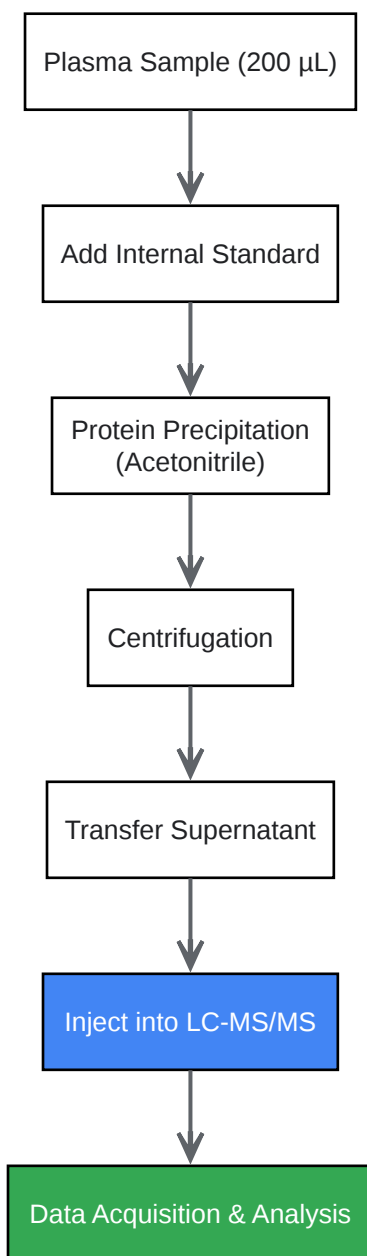 Plasma Sample (200 µL)
Add Internal Standard
Protein Precipitation
(Acetonitrile)
Centrifugation
Transfer Supernatant
Inject into LC-MS/MS
Data Acquisition & Analysis